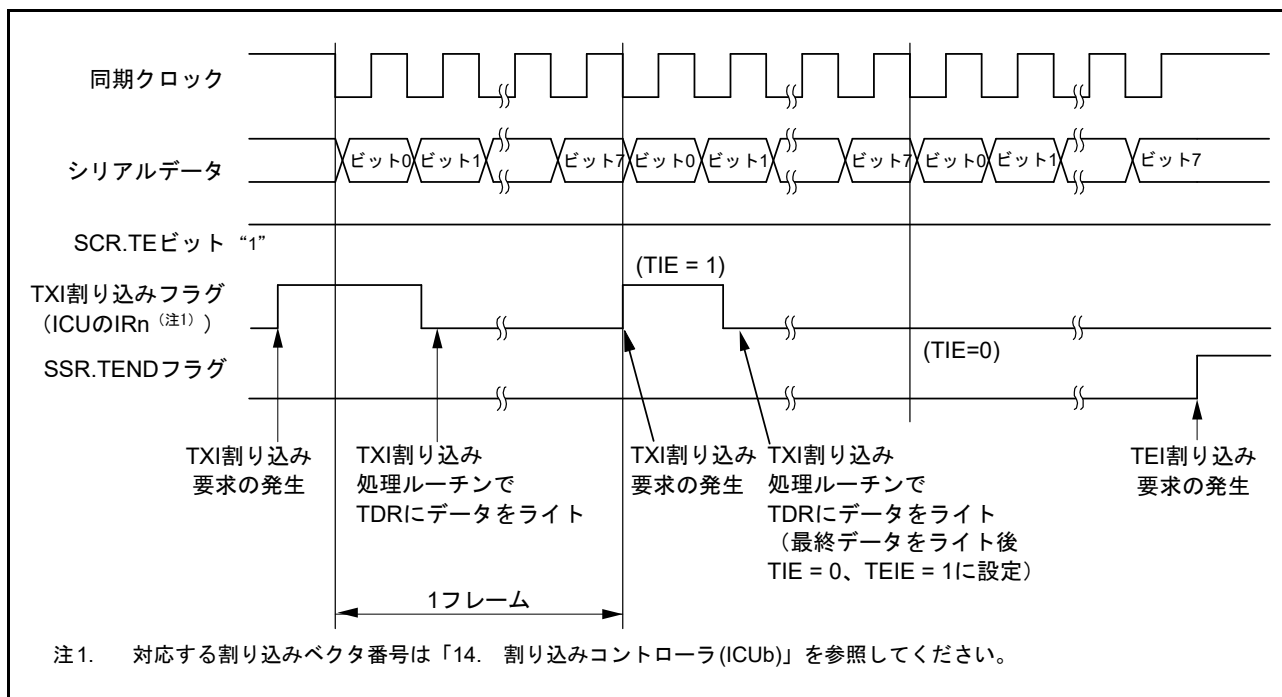 同期クロック
シリアルデータ
ビット0 ビット1 ビット7 ビット0 ビット1 ビット7 ビット0 ビット1 ビット7
SCR.TEビット “1”
(TIE = 1)
TXI割り込みフラグ
（ICUのIRn（注1））
(TIE=0)
SSR.TENDフラグ
TXI割り込み
要求の発生
TXI割り込み
処理ルーチンで
TDRにデータをライト
TXI割り込み
要求の発生
TXI割り込み
処理ルーチンで
TDRにデータをライト
（最終データをライト後
TIE = 0、TEIE = 1に設定）
TEI割り込み
要求の発生
1フレーム
注1. 対応する割り込みベクタ番号は「14. 割り込みコントローラ(ICUb)」を参照してください。